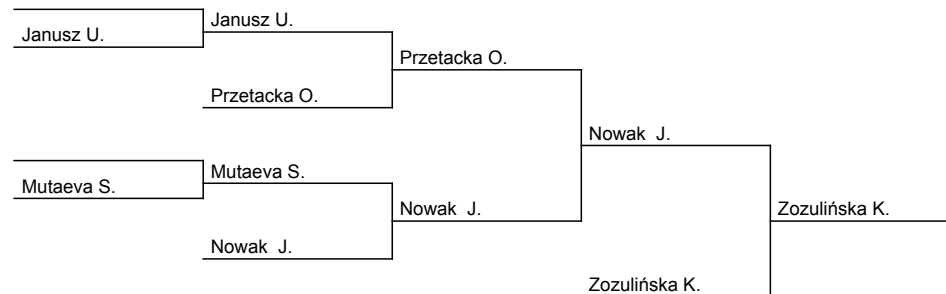 Janusz U.
Janusz U.
Przetacka O.
Przetacka O.
Nowak  J.
Mutaeva S.
Mutaeva S.
Nowak  J.
Zozulińska K.
Nowak  J.
Zozulińska K.